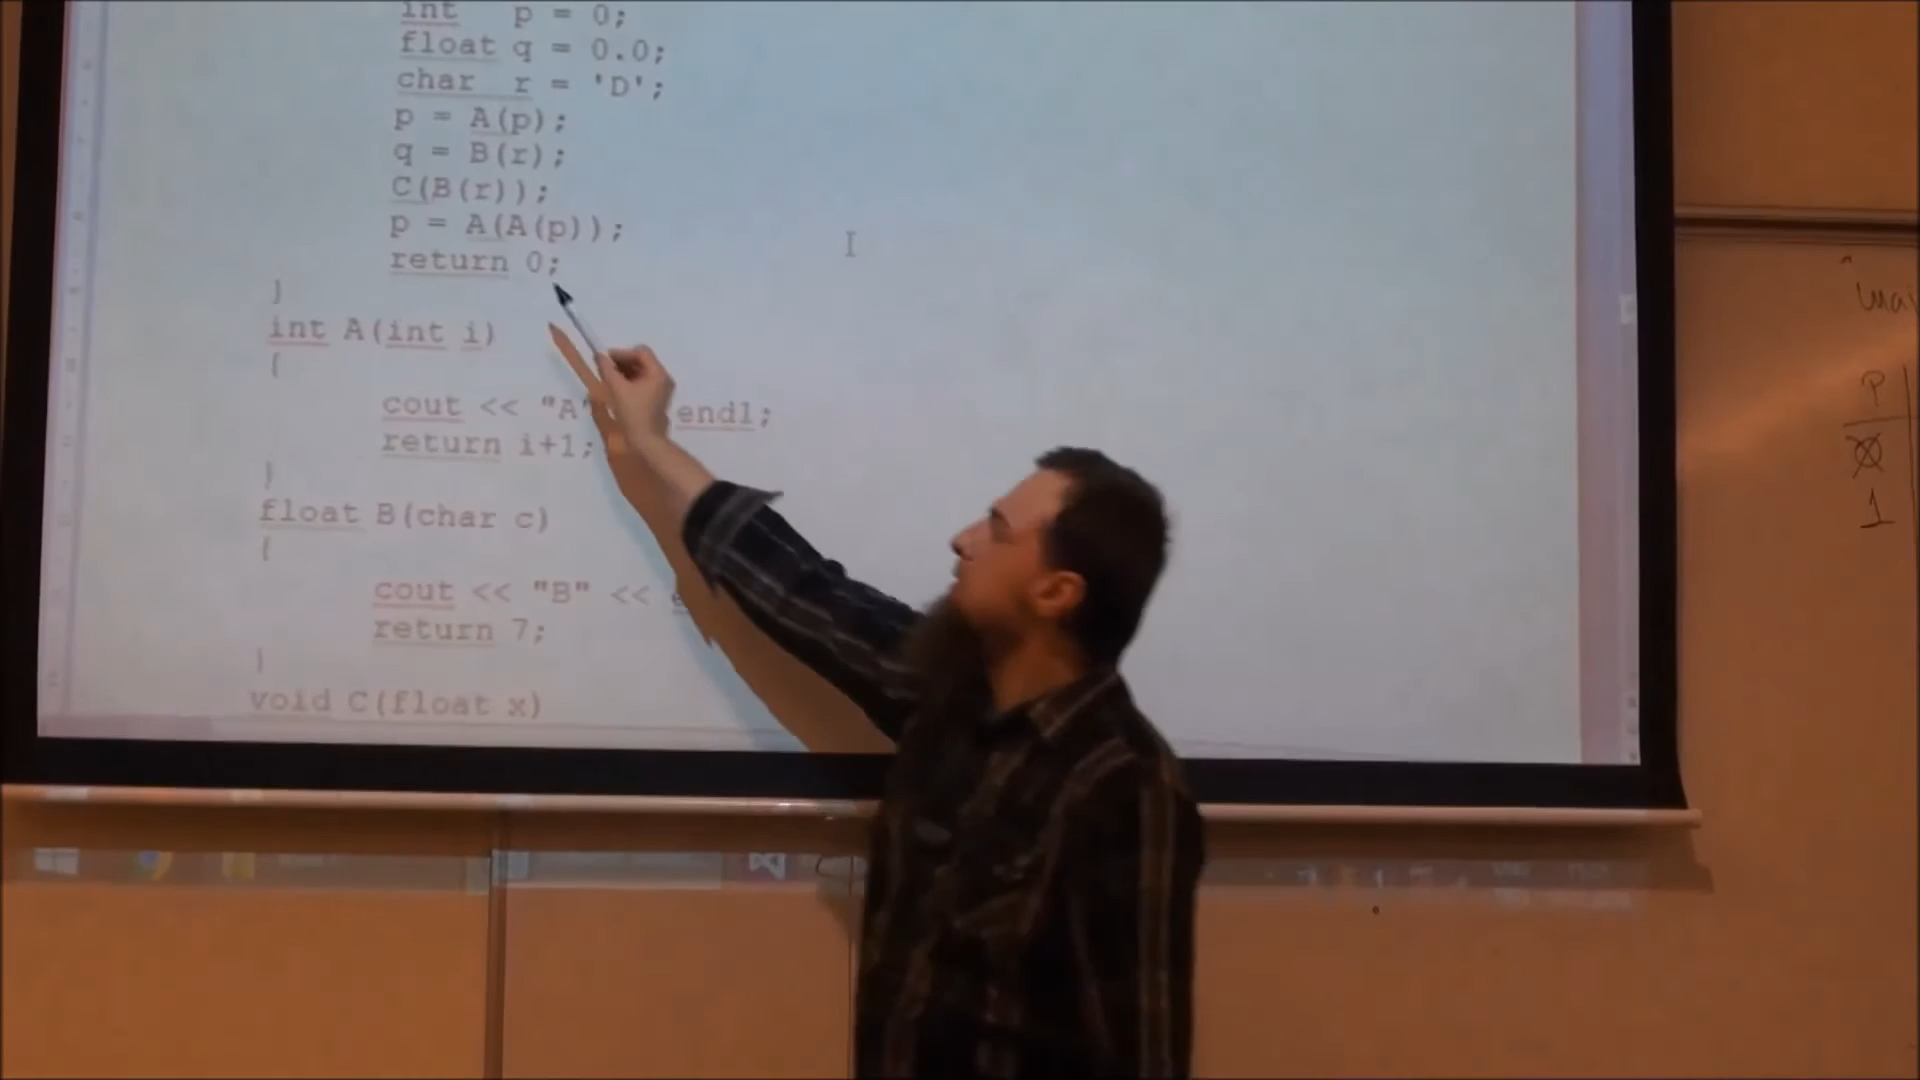 int p = 0;
float q = 0.0;
char r = 'D';
p = A(p);
q = B(r);
C(B(r));
p = A(A(p));
return 0;
}
int A(int i)
{
cout << "A" endl;
return i+1;
}
float B(char c)
{
cout << "B" <<
return 7;
}
void C(float x)
P
1